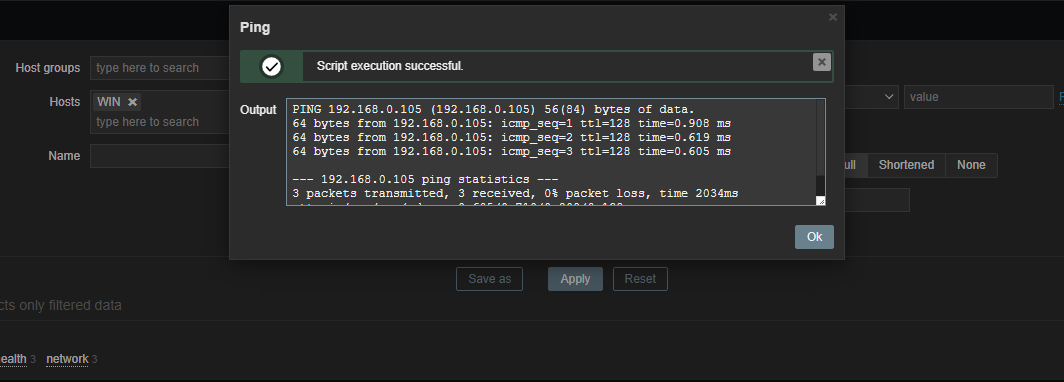 Ping
Script execution successful.
Output
PING 192.168.0.105 (192.168.0.105) 56(84) bytes of data.
64 bytes from 192.168.0.105: icmp_seq=1 ttl=128 time=0.908 ms
64 bytes from 192.168.0.105: icmp_seq=2 ttl=128 time=0.619 ms
64 bytes from 192.168.0.105: icmp_seq=3 ttl=128 time=0.605 ms
--- 192.168.0.105 ping statistics ---
3 packets transmitted, 3 received, 0% packet loss, time 2034ms
Ok
Host groups
type here to search
Hosts
WIN
type here to search
Name
value
ull Shortened None
Save as Apply Reset
cts only filtered data
ealth 3 network 3